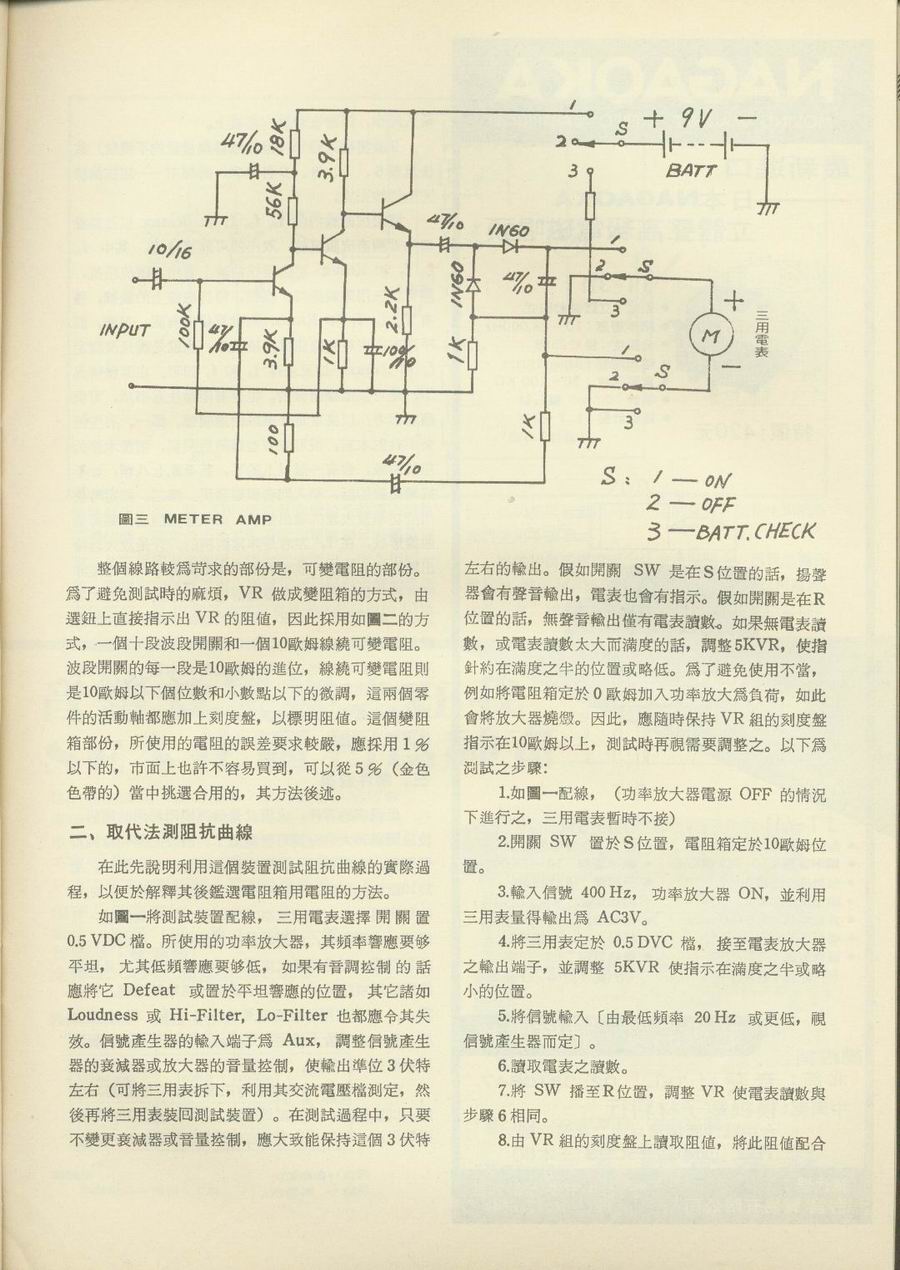 1
+ 9V −
47/10
18K
3.9K
2
S
BATT
3
56K
47/10
1N60
10/16
1
2
S
47/10
1N60
3
+
三用電表
M
−
INPUT
100K
47/10
3.9K
1K
100/10
2.2K
1K
1
2
S
3
100
1K
47/10
S: 1 — ON
2 — OFF
3 — BATT. CHECK
圖三 METER AMP
整個線路較爲苛求的部份是，可變電阻的部份。
爲了避免測試時的麻煩，VR 做成變阻箱的方式，由
選鈕上直接指示出 VR 的阻值，因此採用如圖二的方
式，一個十段波段開關和一個10歐姆線繞可變電阻。
波段開關的每一段是10歐姆的進位，線繞可變電阻則
是10歐姆以下個位數和小數點以下的微調，這兩個零
件的活動軸都應加上刻度盤，以標明阻值。這個變阻
箱部份，所使用的電阻的誤差要求較嚴，應採用 1 %
以下的，市面上也許不容易買到，可以從 5 %（金色
色帶的）當中挑選合用的，其方法後述。
二、取代法測阻抗曲線
在此先說明利用這個裝置測試阻抗曲線的實際過
程，以便於解釋其後鑑選電阻箱用電阻的方法。
如圖一將測試裝置配線，三用電表選擇開關置
0.5 VDC 檔。所使用的功率放大器，其頻率響應要够
平坦，尤其低頻響應要够低，如果有音調控制的話
應將它 Defeat 或置於平坦響應的位置，其它諸如
Loudness 或 Hi-Filter, Lo-Filter 也都應令其失
效。信號產生器的輸入端子爲 Aux，調整信號產生
器的衰減器或放大器的音量控制，使輸出準位 3 伏特
左右（可將三用表拆下，利用其交流電壓檔測定，然
後再將三用表裝回測試裝置）。在測試過程中，只要
不變更衰減器或音量控制，應大致能保持這個 3 伏特
左右的輸出。假如開關 SW 是在S位置的話，揚聲
器會有聲音輸出，電表也會有指示。假如開關是在R
位置的話，無聲音輸出僅有電表讀數。如果無電表讀
數，或電表讀數太大而滿度的話，調整5KVR，使指
針約在滿度之半的位置或略低。爲了避免使用不當，
例如將電阻箱定於 0 歐姆加入功率放大爲負荷，如此
會將放大器燒燬。因此，應隨時保持 VR 組的刻度盤
指示在10歐姆以上，測試時再視需要調整之。以下爲
測試之步驟：
1.如圖一配線，（功率放大器電源 OFF 的情況
下進行之，三用電表暫時不接）
2.開關 SW 置於S位置，電阻箱定於10歐姆位
置。
3.輸入信號 400 Hz，功率放大器 ON，並利用
三用表量得輸出爲 AC3V。
4.將三用表定於 0.5 DVC 檔，接至電表放大器
之輸出端子，並調整 5KVR 使指示在滿度之半或略
小的位置。
5.將信號輸入〔由最低頻率 20 Hz 或更低，視
信號產生器而定〕。
6.讀取電表之讀數。
7.將 SW 播至R位置，調整 VR 使電表讀數與
步驟 6 相同。
8.由 VR 組的刻度盤上讀取阻值，將此阻值配合